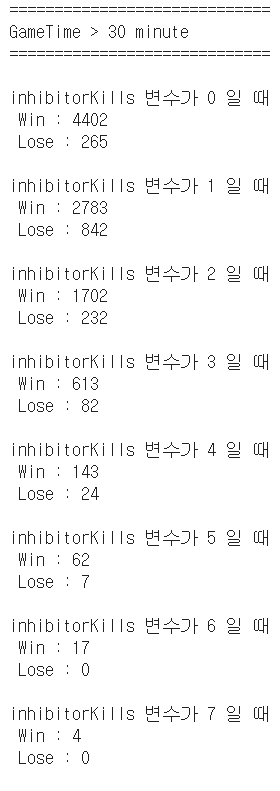 ==============================
GameTime > 30 minute
==============================
inhibitorKills 변수가 0 일 때
Win : 4402
Lose : 265
inhibitorKills 변수가 1 일 때
Win : 2783
Lose : 842
inhibitorKills 변수가 2 일 때
Win : 1702
Lose : 232
inhibitorKills 변수가 3 일 때
Win : 613
Lose : 82
inhibitorKills 변수가 4 일 때
Win : 143
Lose : 24
inhibitorKills 변수가 5 일 때
Win : 62
Lose : 7
inhibitorKills 변수가 6 일 때
Win : 17
Lose : 0
inhibitorKills 변수가 7 일 때
Win : 4
Lose : 0